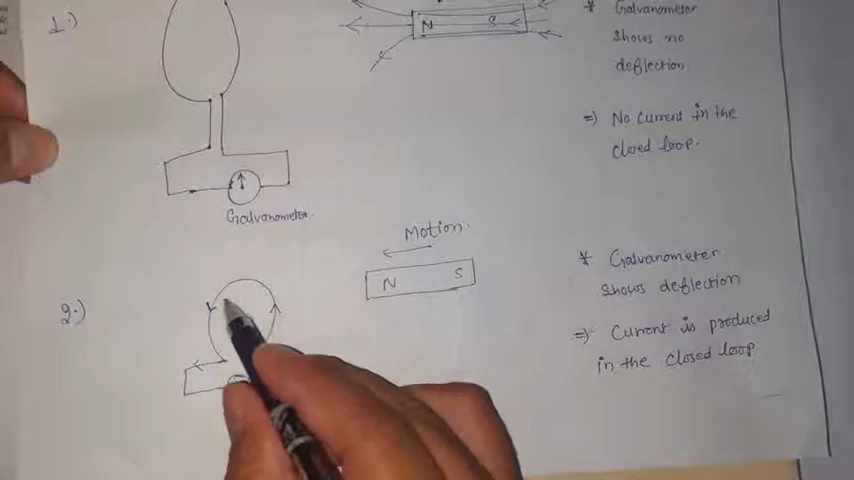 1.)
N S
* Galvanometer
shows no
deflection
=) No current in the
closed loop.
Galvanometer
Motion.
2.)
N S
* Galvanometer
shows deflection
=) Current is produced
in the closed loop